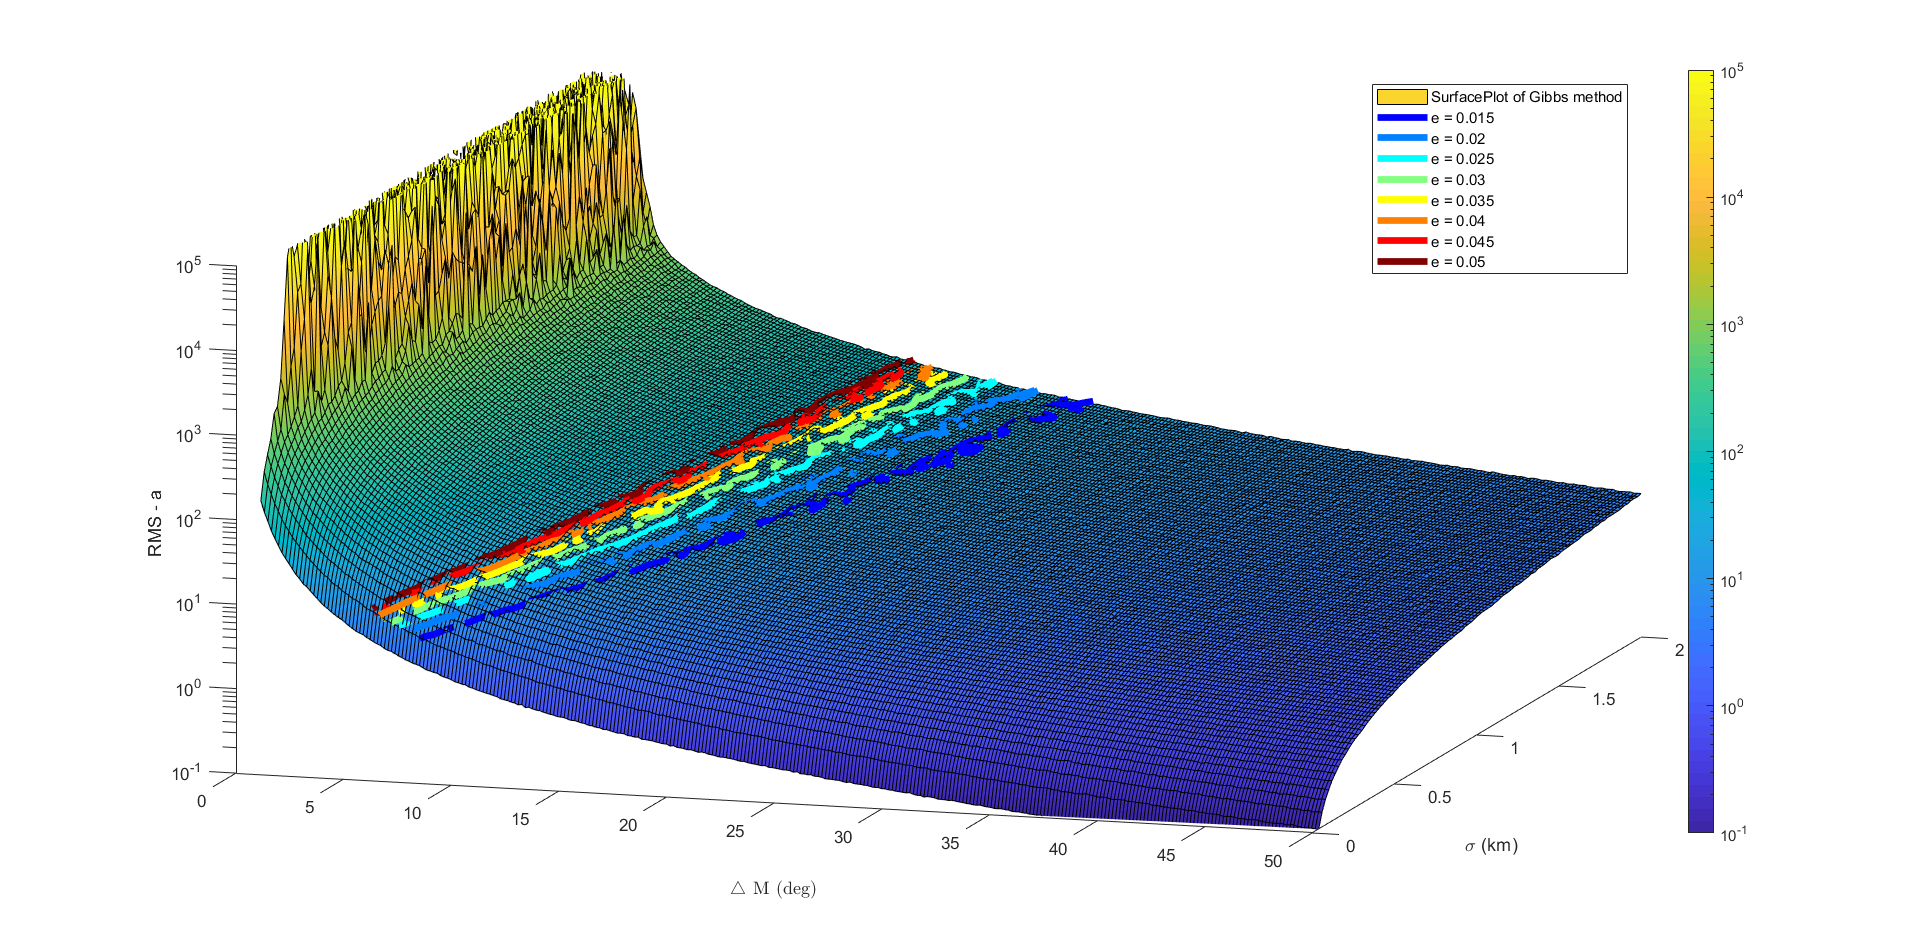 SurfacePlot of Gibbs method
e = 0.015
e = 0.02
e = 0.025
e = 0.03
e = 0.035
e = 0.04
e = 0.045
e = 0.05
10^5
10^4
10^3
10^2
10^1
10^0
10^-1
RMS - a
10^5
10^4
10^3
10^2
10^1
10^0
10^-1
0
5
10
15
20
25
30
35
40
45
50
△ M (deg)
0
0.5
1
1.5
2
σ (km)